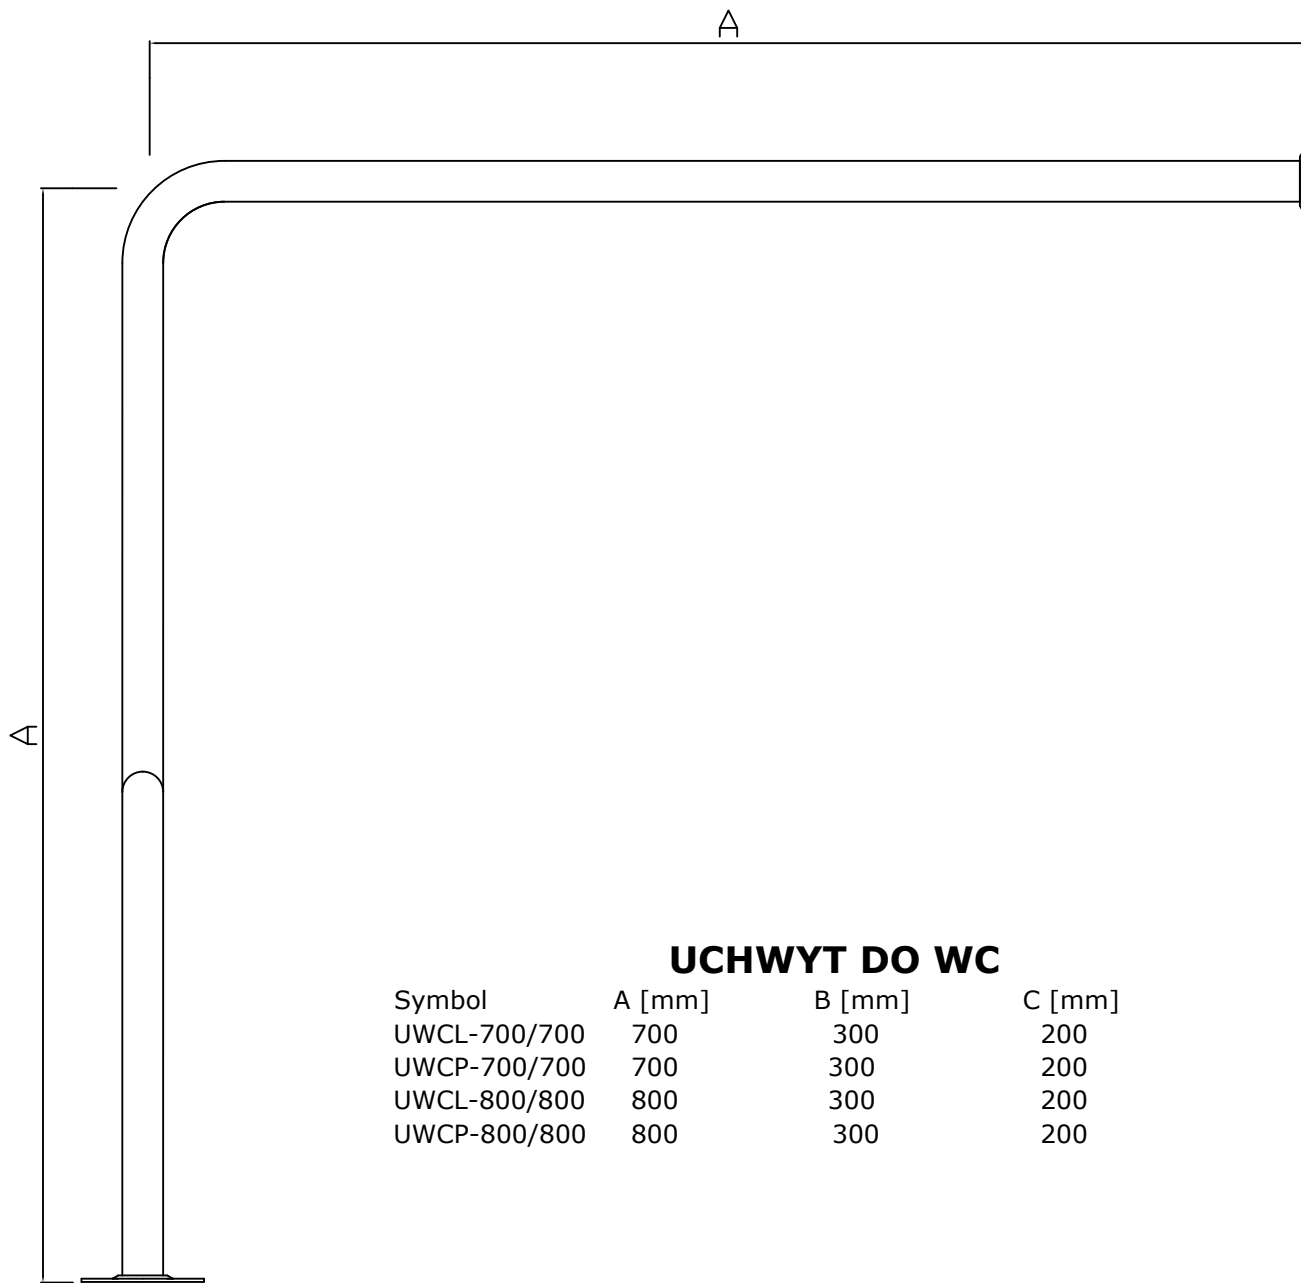 A
A
UCHWYT DO WC
Symbol A [mm] B [mm] C [mm]
UWCL-700/700 700 300 200
UWCP-700/700 700 300 200
UWCL-800/800 800 300 200
UWCP-800/800 800 300 200